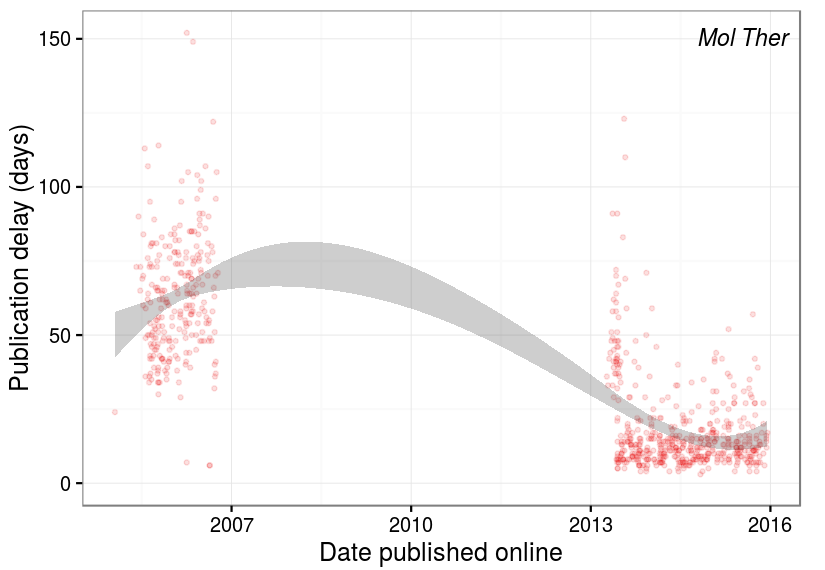 Mol Ther
Publication delay (days)
150
100
50
0
2007 2010 2013 2016
Date published online